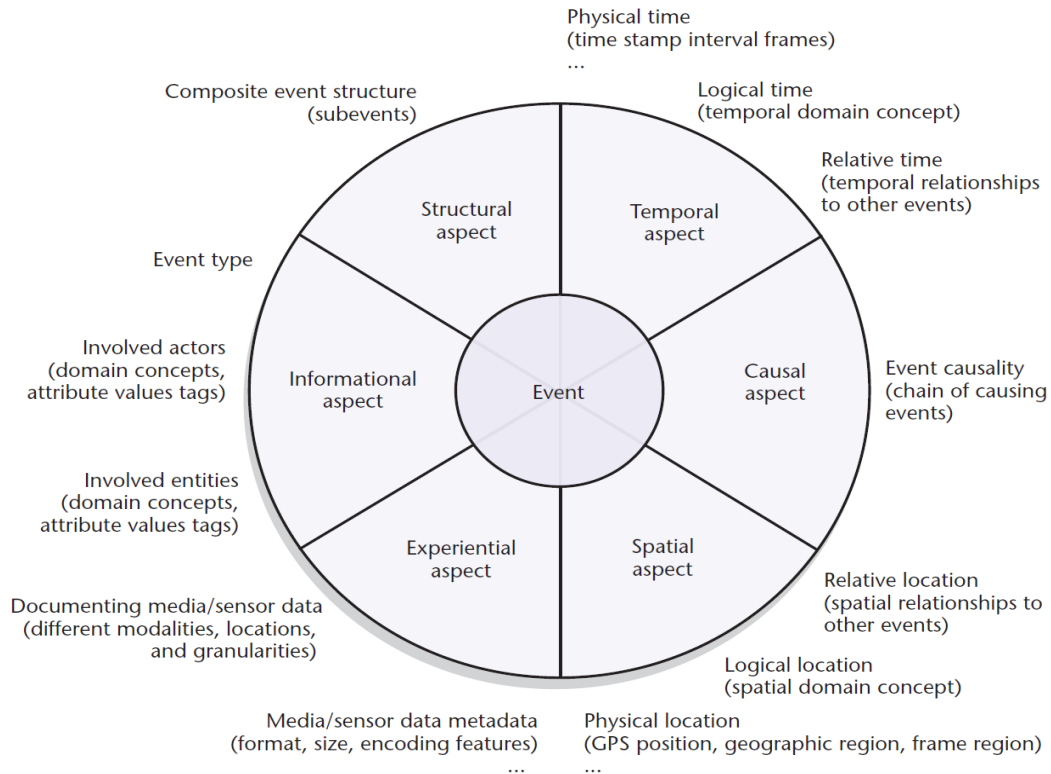 Physical time
(time stamp interval frames)
...
Composite event structure
(subevents)
Logical time
(temporal domain concept)
Relative time
(temporal relationships
to other events)
Structural
aspect
Temporal
aspect
Event type
Involved actors
(domain concepts,
attribute values tags)
Informational
aspect
Event
Causal
aspect
Event causality
(chain of causing
events)
Involved entities
(domain concepts,
attribute values tags)
Experiential
aspect
Spatial
aspect
Documenting media/sensor data
(different modalities, locations,
and granularities)
Relative location
(spatial relationships to
other events)
Logical location
(spatial domain concept)
Media/sensor data metadata
(format, size, encoding features)
...
Physical location
(GPS position, geographic region, frame region)
...